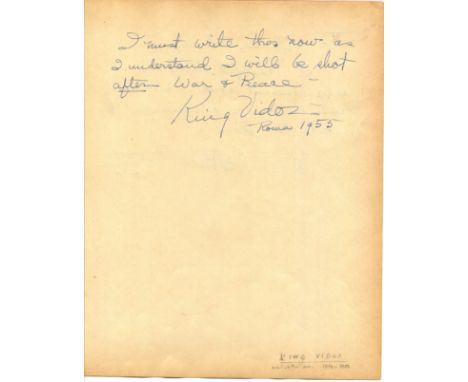 I must write this now as
I understand I will be shot
after War & Peace -
King Vidor
Roma 1955
KING VIDOR